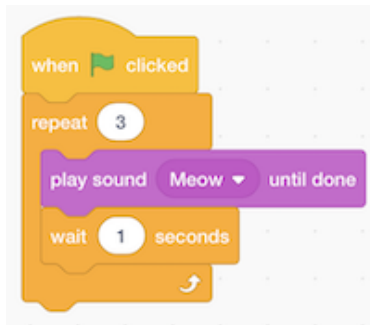 when clicked
repeat 3
play sound Meow until done
wait 1 seconds